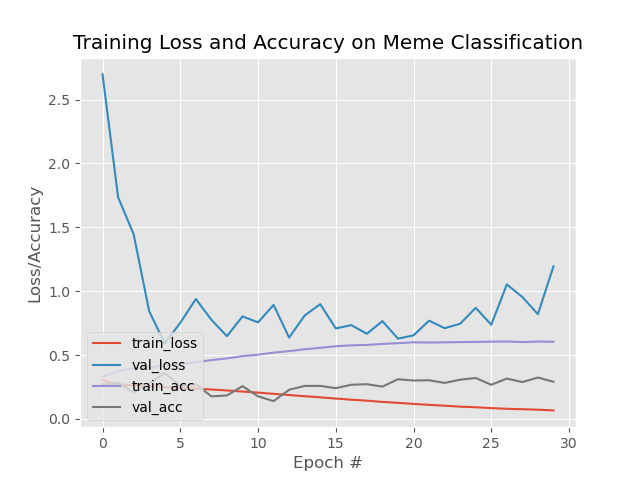 Training Loss and Accuracy on Meme Classification
Loss/Accuracy
2.5
2.0
1.5
1.0
0.5
0.0
train_loss
val_loss
train_acc
val_acc
0 5 10 15 20 25 30
Epoch #